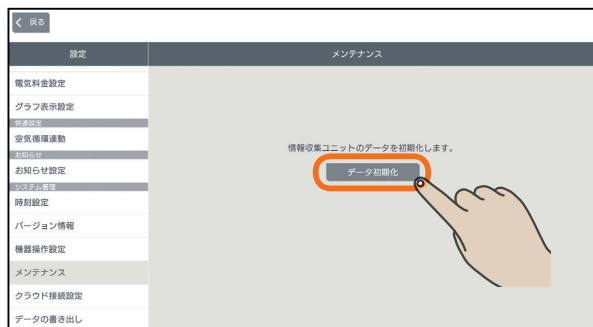 戻る
設定
メンテナンス
電気料金設定
グラフ表示設定
快適設定
空気循環連動
お知らせ
お知らせ設定
システム管理
時刻設定
バージョン情報
機器操作設定
メンテナンス
クラウド接続設定
データの書き出し
情報収集ユニットのデータを初期化します。
データ初期化